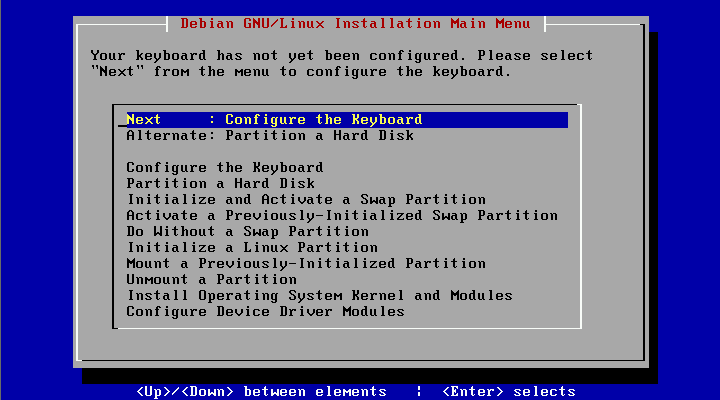 Debian GNU/Linux Installation Main Menu
Your keyboard has not yet been configured. Please select
"Next" from the menu to configure the keyboard.
Next     : Configure the Keyboard
Alternate: Partition a Hard Disk
Configure the Keyboard
Partition a Hard Disk
Initialize and Activate a Swap Partition
Activate a Previously-Initialized Swap Partition
Do Without a Swap Partition
Initialize a Linux Partition
Mount a Previously-Initialized Partition
Unmount a Partition
Install Operating System Kernel and Modules
Configure Device Driver Modules
<Up>/<Down> between elements   ¦  <Enter> selects